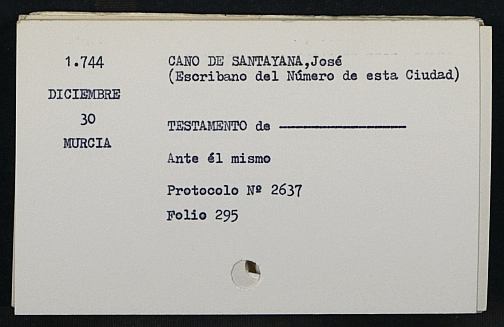 1.744
DICIEMBRE
30
MURCIA
CANO DE SANTAYANA,José
(Escribano del Número de esta Ciudad)
TESTAMENTO de ————————
Ante él mismo
Protocolo Nº 2637
Folio 295